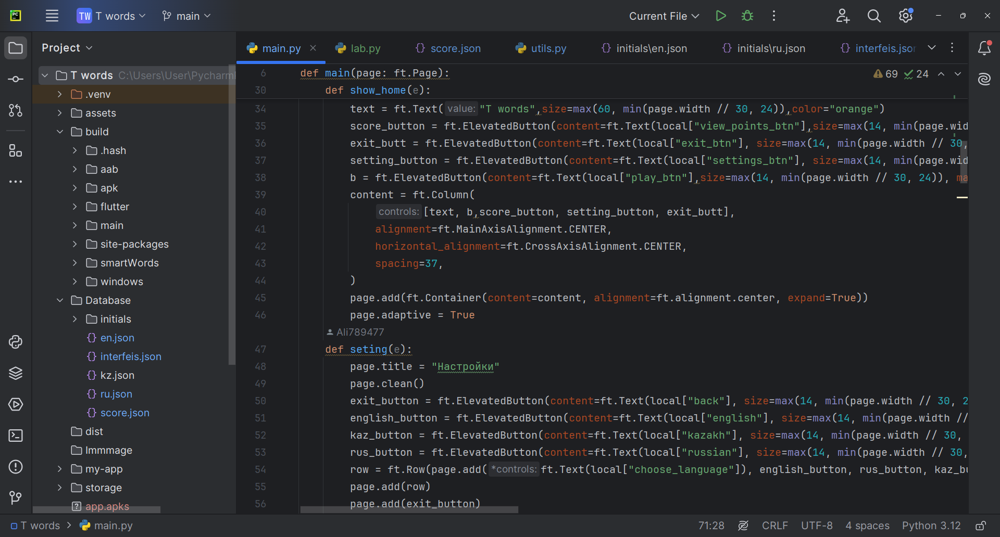 PC
TW T words
main
Current File
Project
T words C:\Users\User\Pycharm
.venv
assets
build
.hash
aab
apk
flutter
main
site-packages
smartWords
windows
Database
initials
en.json
interfeis.json
kz.json
ru.json
score.json
dist
Immmage
my-app
storage
app.apks
main.py
lab.py
score.json
utils.py
initials\en.json
initials\ru.json
interfeis.json
69 24
6 def main(page: ft.Page):
30 def show_home(e):
34 text = ft.Text( value: "T words",size=max(60, min(page.width // 30, 24)),color="orange")
35 score_button = ft.ElevatedButton(content=ft.Text(local["view_points_btn"],size=max(14, min(page.wid
36 exit_butt = ft.ElevatedButton(content=ft.Text(local["exit_btn"], size=max(14, min(page.width // 30,
37 setting_button = ft.ElevatedButton(content=ft.Text(local["settings_btn"], size=max(14, min(page.wid
38 b = ft.ElevatedButton(content=ft.Text(local["play_btn"],size=max(14, min(page.width // 30, 24)), ma
39 content = ft.Column(
40 controls: [text, b,score_button, setting_button, exit_butt],
41 alignment=ft.MainAxisAlignment.CENTER,
42 horizontal_alignment=ft.CrossAxisAlignment.CENTER,
43 spacing=37,
44 )
45 page.add(ft.Container(content=content, alignment=ft.alignment.center, expand=True))
46 page.adaptive = True
Ali789477
47 def seting(e):
48 page.title = "Настройки"
49 page.clean()
50 exit_button = ft.ElevatedButton(content=ft.Text(local["back"], size=max(14, min(page.width // 30, 2
51 english_button = ft.ElevatedButton(content=ft.Text(local["english"], size=max(14, min(page.width //
52 kaz_button = ft.ElevatedButton(content=ft.Text(local["kazakh"], size=max(14, min(page.width // 30,
53 rus_button = ft.ElevatedButton(content=ft.Text(local["russian"], size=max(14, min(page.width // 30,
54 row = ft.Row(page.add( *controls: ft.Text(local["choose_language"]), english_button, rus_button, kaz_bu
55 page.add(row)
56 page.add(exit_button)
T words > main.py
71:28 CRLF UTF-8 4 spaces Python 3.12